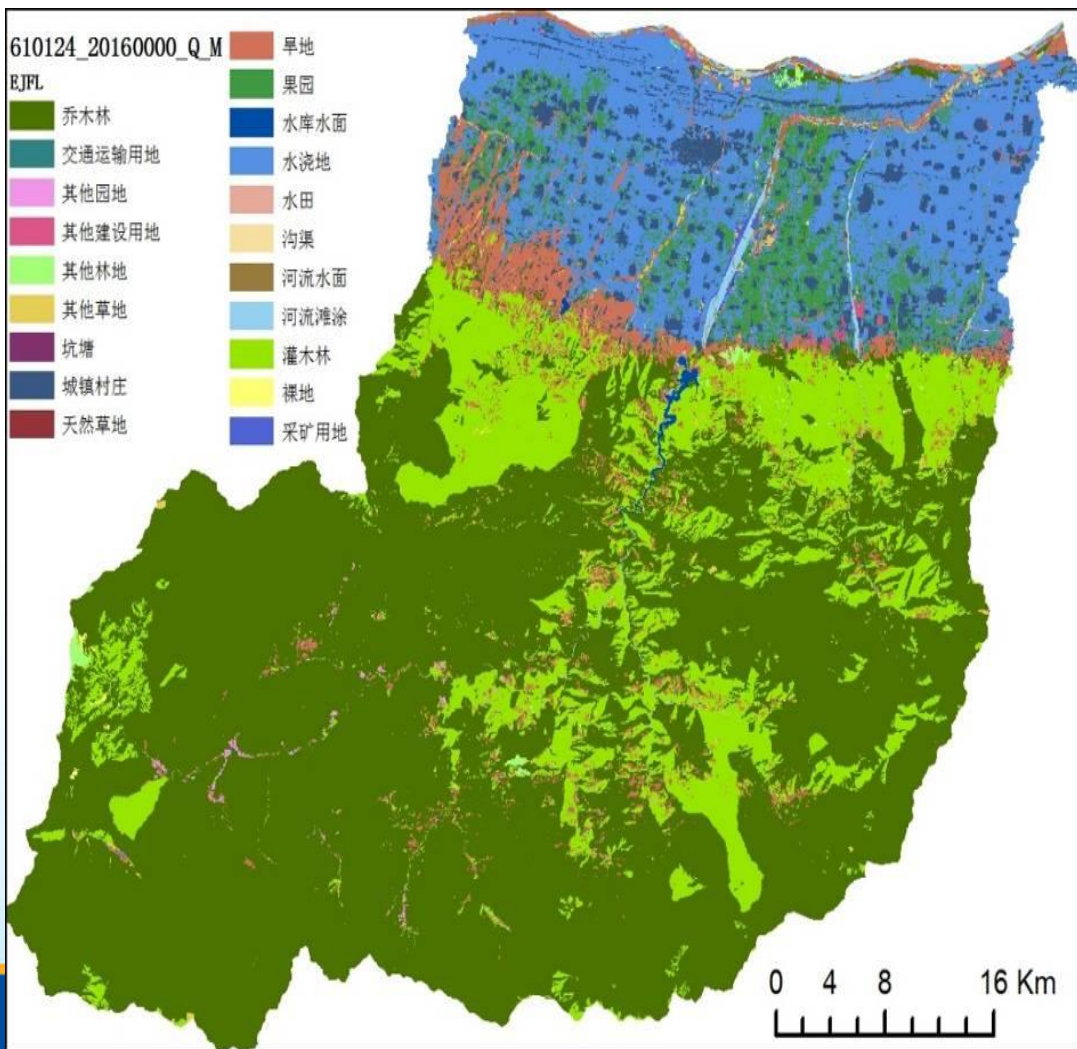 610124_20160000_Q_M
EJFL
乔木林
交通运输用地
其他园地
其他建设用地
其他林地
其他草地
坑塘
城镇村庄
天然草地
旱地
果园
水库水面
水浇地
水田
沟渠
河流水面
河流滩涂
灌木林
裸地
采矿用地
0 4 8 16 Km